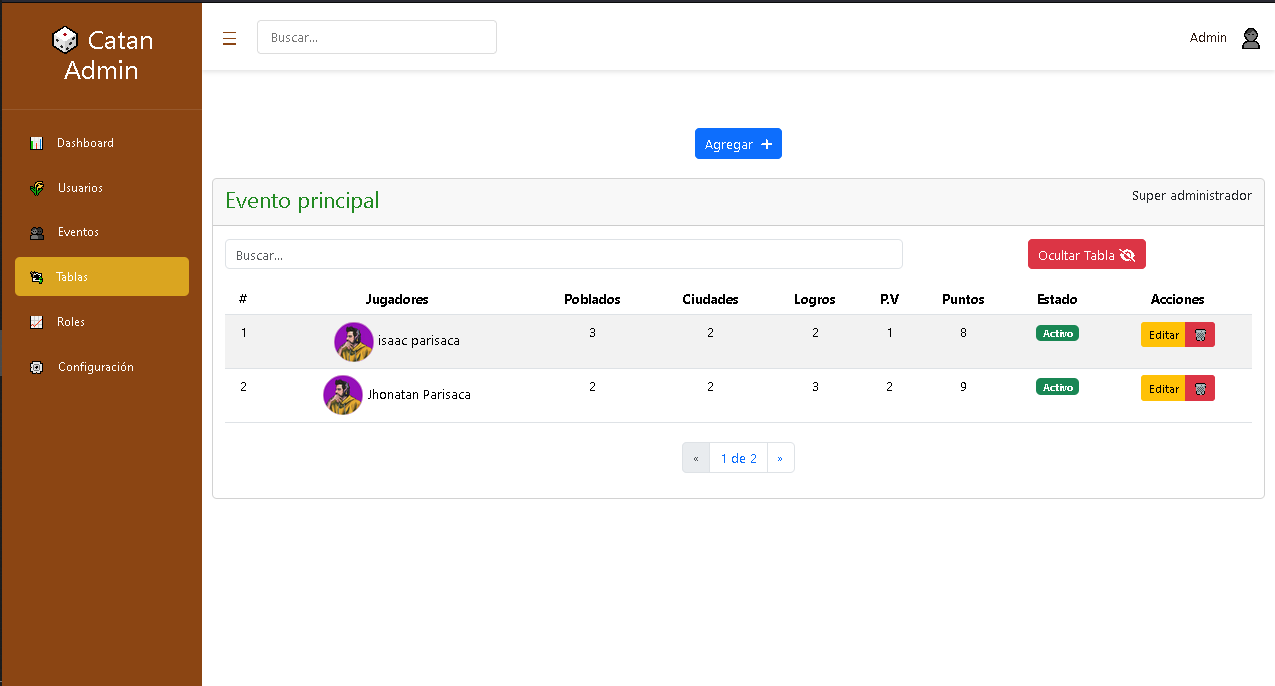 Catan
Admin
Dashboard
Usuarios
Eventos
Tablas
Roles
Configuración
☰ Buscar... Admin
Agregar +
Evento principal Super administrador
Buscar... Ocultar Tabla
# Jugadores Poblados Ciudades Logros P.V Puntos Estado Acciones
1 isaac parisaca 3 2 2 1 8 Activo Editar
2 Jhonatan Parisaca 2 2 3 2 9 Activo Editar
« 1 de 2 »